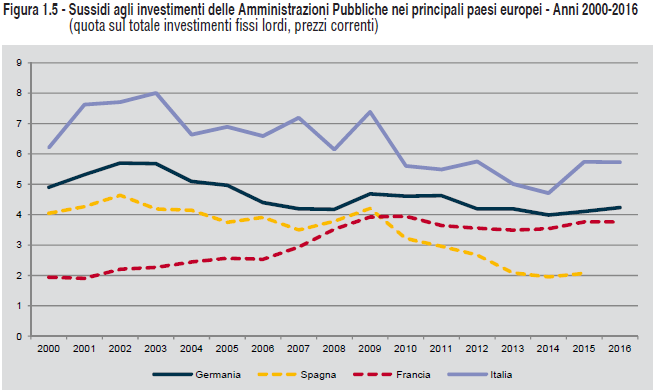 Figura 1.5 - Sussidi agli investimenti delle Amministrazioni Pubbliche nei principali paesi europei - Anni 2000-2016
(quota sul totale investimenti fissi lordi, prezzi correnti)
9
8
7
6
5
4
3
2
1
0
2000 2001 2002 2003 2004 2005 2006 2007 2008 2009 2010 2011 2012 2013 2014 2015 2016
Germania Spagna Francia Italia